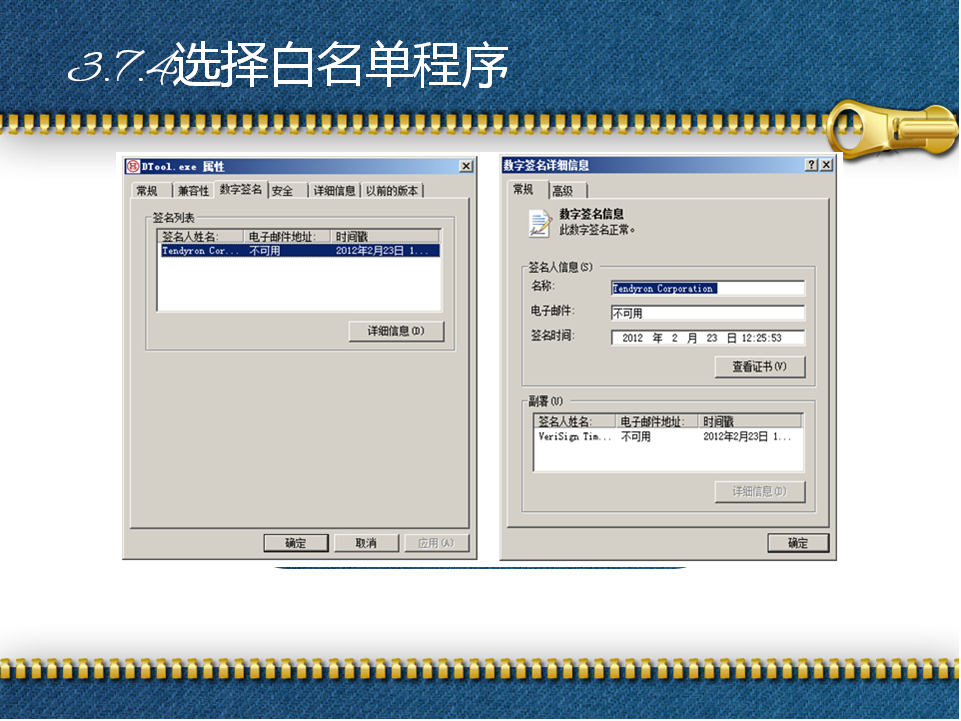 3.7.4选择白名单程序
DTool.exe 属性
常规 兼容性 数字签名 安全 详细信息 以前的版本
签名列表
签名人姓名: 电子邮件地址: 时间戳
Tendyron Cor... 不可用 2012年2月23日 1...
详细信息(D)
确定 取消 应用(A)
数字签名详细信息
常规 高级
数字签名信息
此数字签名正常。
签名人信息(S)
名称: Tendyron Corporation
电子邮件: 不可用
签名时间: 2012 年 2 月 23 日 12:25:53
查看证书(V)
副署(U)
签名人姓名: 电子邮件地址: 时间戳
VeriSign Tim... 不可用 2012年2月23日 1...
详细信息(D)
确定